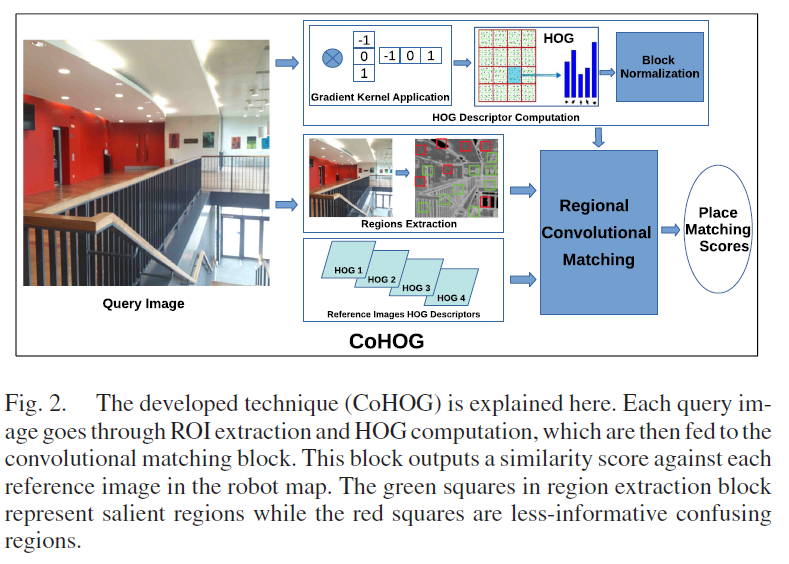 -1
0
1
-1 0 1
Gradient Kernel Application
HOG
Block
Normalization
HOG Descriptor Computation
Query Image
Regions Extraction
HOG 1
HOG 2
HOG 3
HOG 4
Reference Images HOG Descriptors
Regional
Convolutional
Matching
Place
Matching
Scores
CoHOG
Fig. 2. The developed technique (CoHOG) is explained here. Each query im-
age goes through ROI extraction and HOG computation, which are then fed to the
convolutional matching block. This block outputs a similarity score against each
reference image in the robot map. The green squares in region extraction block
represent salient regions while the red squares are less-informative confusing
regions.